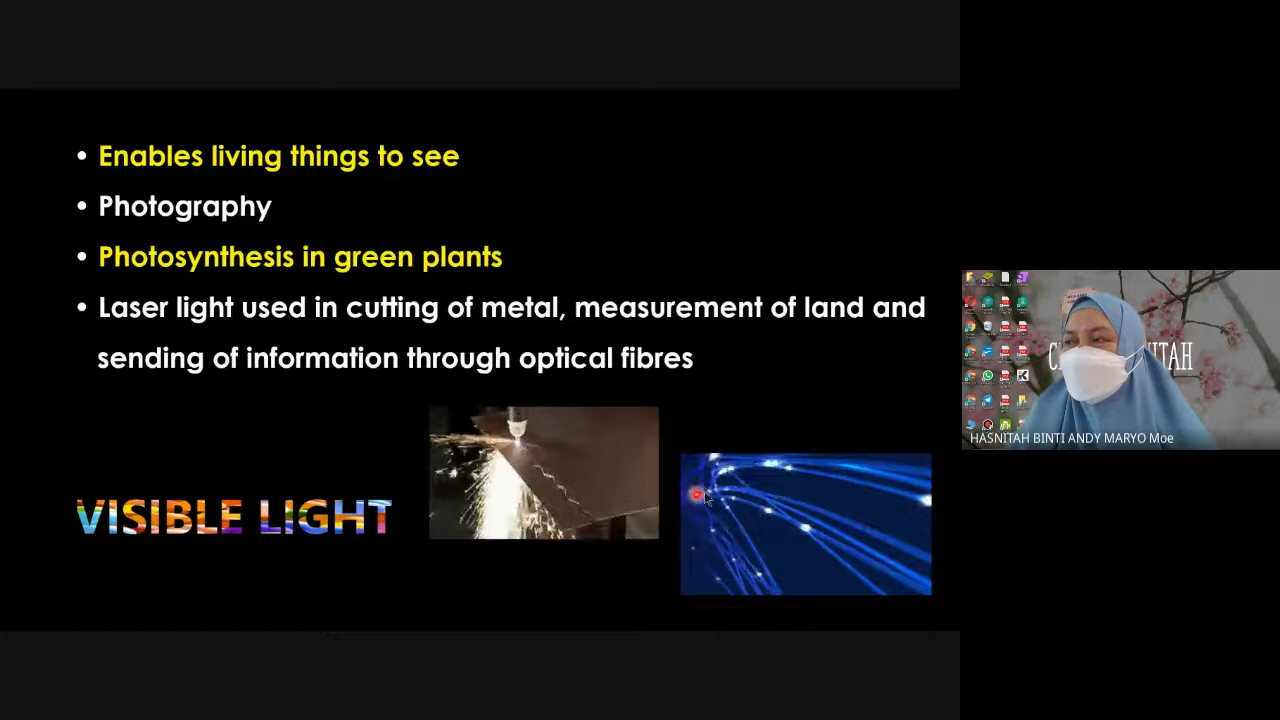 • Enables living things to see
• Photography
• Photosynthesis in green plants
• Laser light used in cutting of metal, measurement of land and
sending of information through optical fibres
VISIBLE LIGHT
HASNITAH BINTI ANDY MARYO Moe